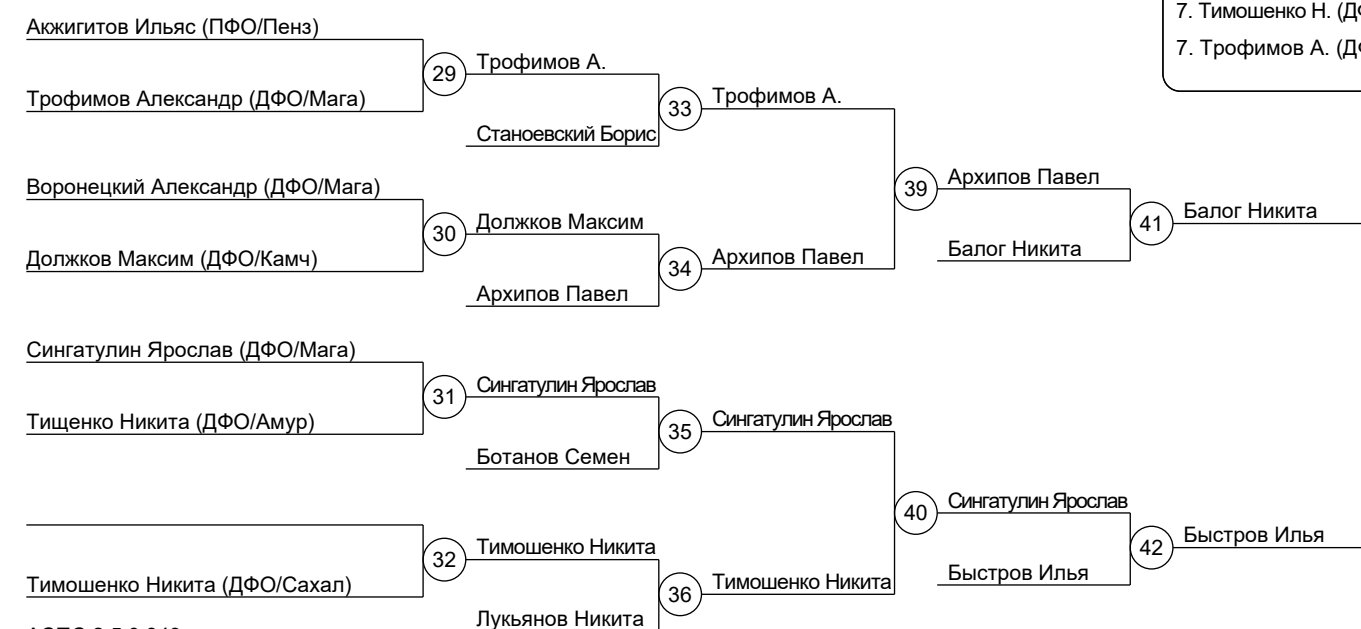 7. Тимошенко Н.
7. Трофимов А.
Акжигитов Ильяс (ПФО/Пенз)
29
Трофимов А.
Трофимов Александр (ДФО/Мага)
33
Трофимов А.
Станоевский Борис
Воронецкий Александр (ДФО/Мага)
39
Архипов Павел
30
Должков Максим
41
Балог Никита
Должков Максим (ДФО/Камч)
34
Архипов Павел
Балог Никита
Архипов Павел
Сингатулин Ярослав (ДФО/Мага)
31
Сингатулин Ярослав
Тищенко Никита (ДФО/Амур)
35
Сингатулин Ярослав
Ботанов Семен
40
Сингатулин Ярослав
32
Тимошенко Никита
42
Быстров Илья
Тимошенко Никита (ДФО/Сахал)
36
Тимошенко Никита
Быстров Илья
Лукьянов Никита